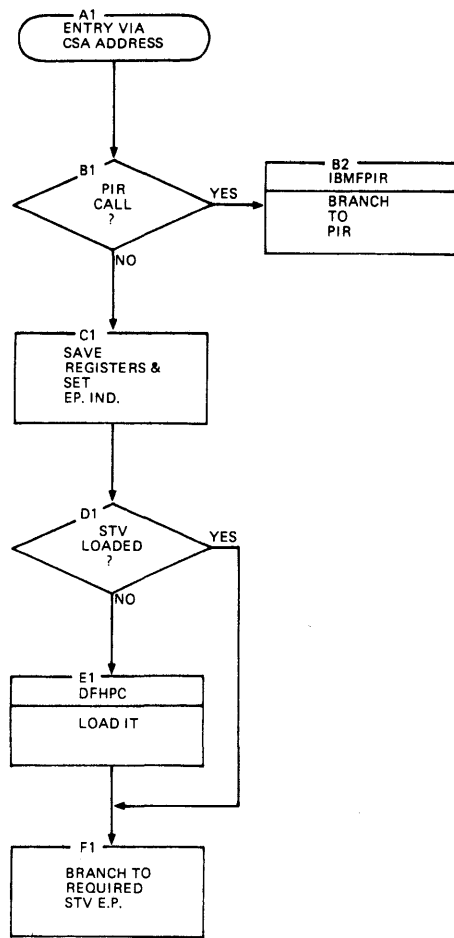 A1
ENTRY VIA
CSA ADDRESS
B1
PIR
CALL
?
YES
NO
B2
IBMFPIR
BRANCH
TO
PIR
C1
SAVE
REGISTERS &
SET
EP. IND.
D1
STV
LOADED
?
YES
NO
E1
DFHPC
LOAD IT
F1
BRANCH TO
REQUIRED
STV E.P.